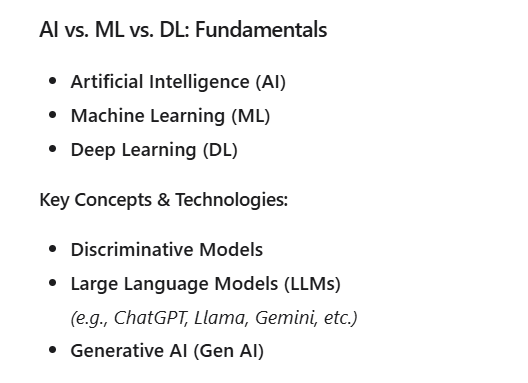 AI vs. ML vs. DL: Fundamentals
• Artificial Intelligence (AI)
• Machine Learning (ML)
• Deep Learning (DL)
Key Concepts & Technologies:
• Discriminative Models
• Large Language Models (LLMs)
(e.g., ChatGPT, Llama, Gemini, etc.)
• Generative AI (Gen AI)